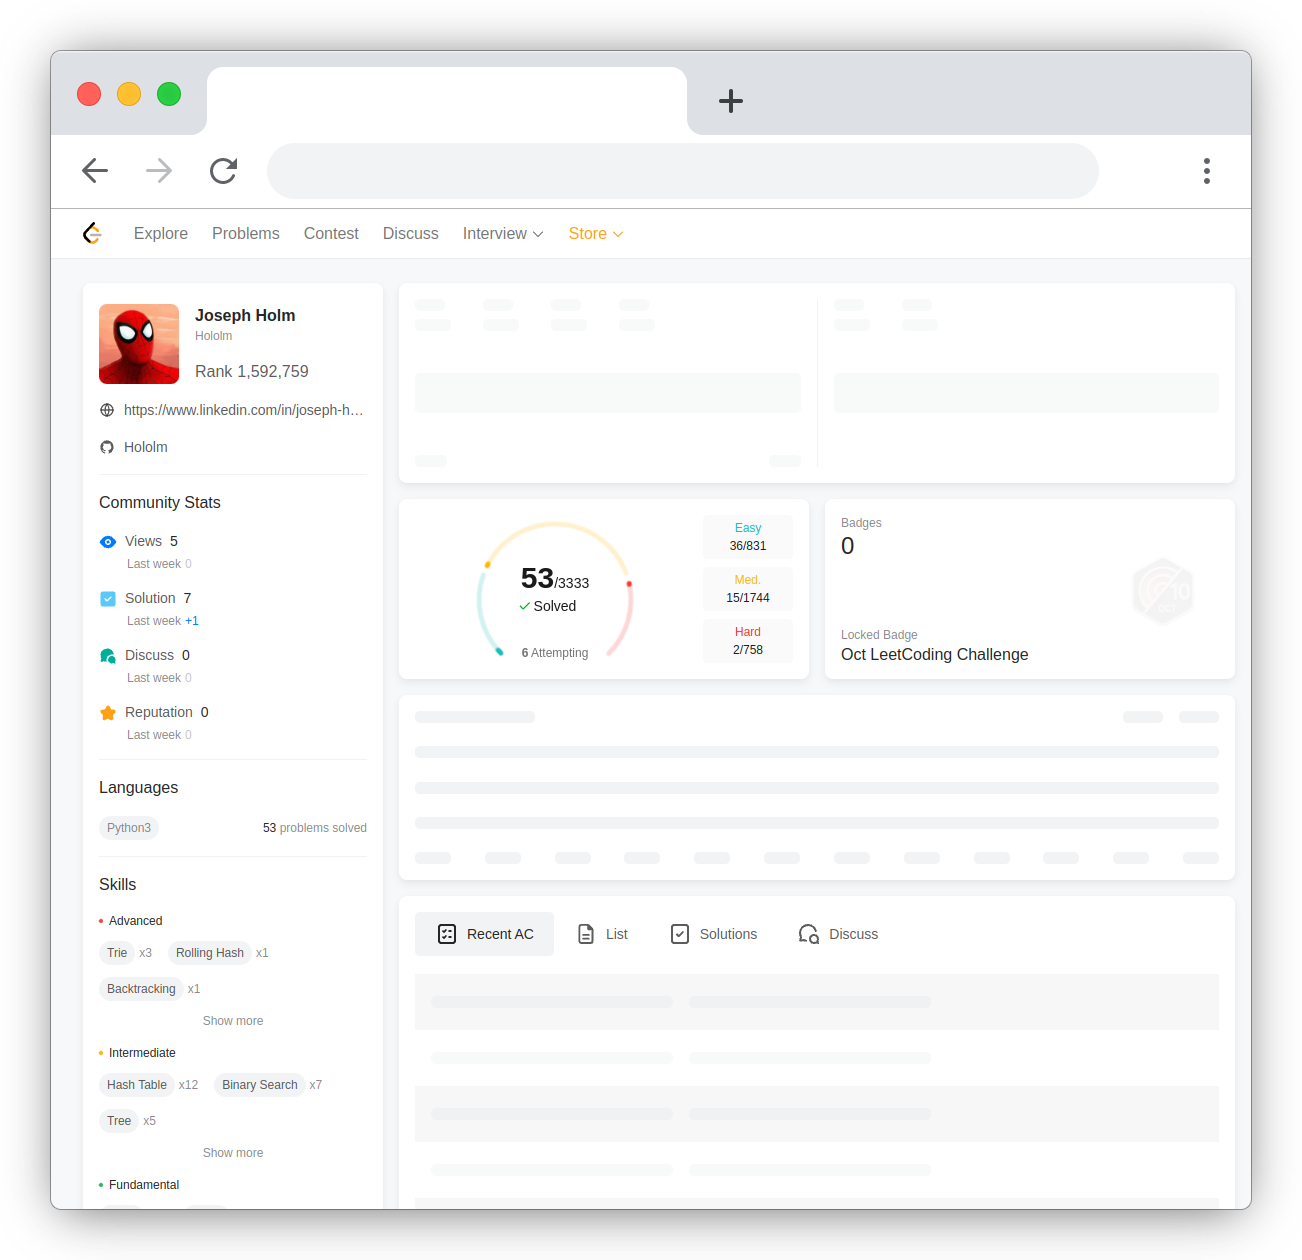 Explore Problems Contest Discuss Interview Store
Joseph Holm
Hololm
Rank 1,592,759
https://www.linkedin.com/in/joseph-h…
Hololm
Community Stats
Views 5
Last week 0
Solution 7
Last week +1
Discuss 0
Last week 0
Reputation 0
Last week 0
Languages
Python3 53 problems solved
Skills
Advanced
Trie x3 Rolling Hash x1
Backtracking x1
Show more
Intermediate
Hash Table x12 Binary Search x7
Tree x5
Show more
Fundamental
53/3333
Solved
6 Attempting
Easy
36/831
Med.
15/1744
Hard
2/758
Badges
0
10
OCT
Locked Badge
Oct LeetCoding Challenge
Recent AC List Solutions Discuss